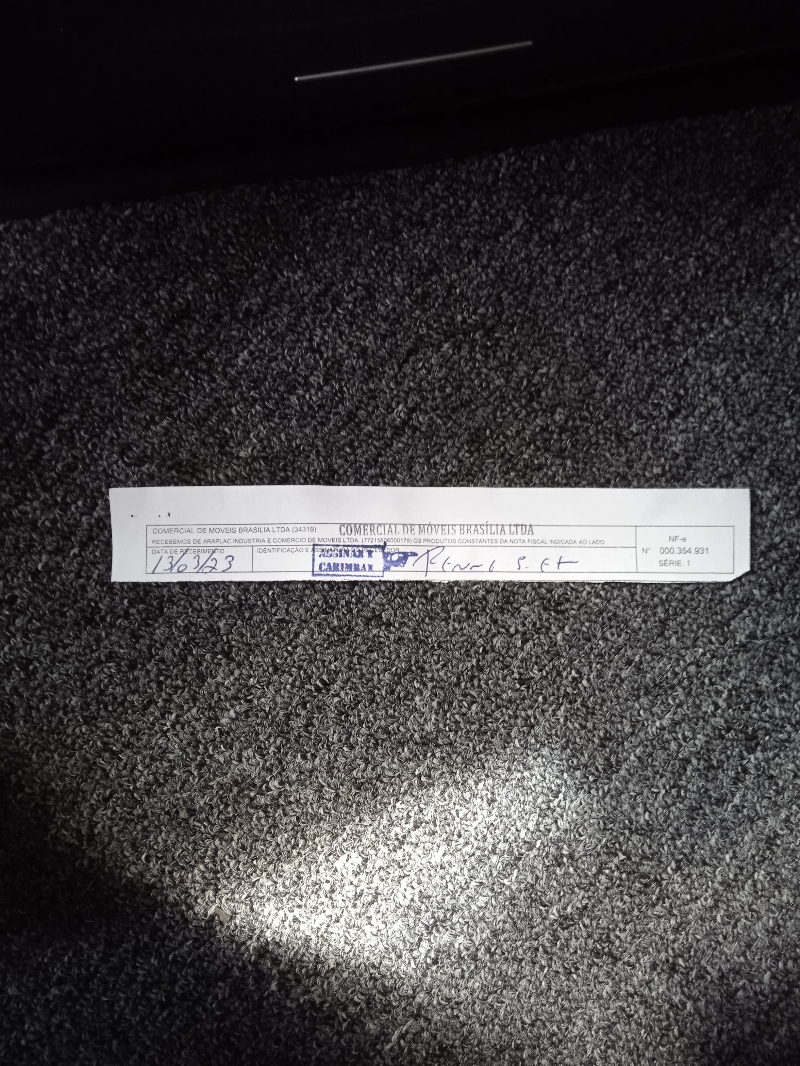 COMERCIAL DE MOVEIS BRASILIA LTDA (34319) COMERCIAL DE MÓVEIS BRASÍLIA LTDA
RECEBEMOS DE ARAPLAC INDUSTRIA E COMERCIO DE MOVEIS LTDA. OS PRODUTOS CONSTANTES DA NOTA FISCAL INDICADA AO LADO
DATA DE RECEBIMENTO IDENTIFICAÇÃO E
13/03/23
ASSINAR E
CARIMBAR
NF-e
N° 000.354.931
SÉRIE: 1